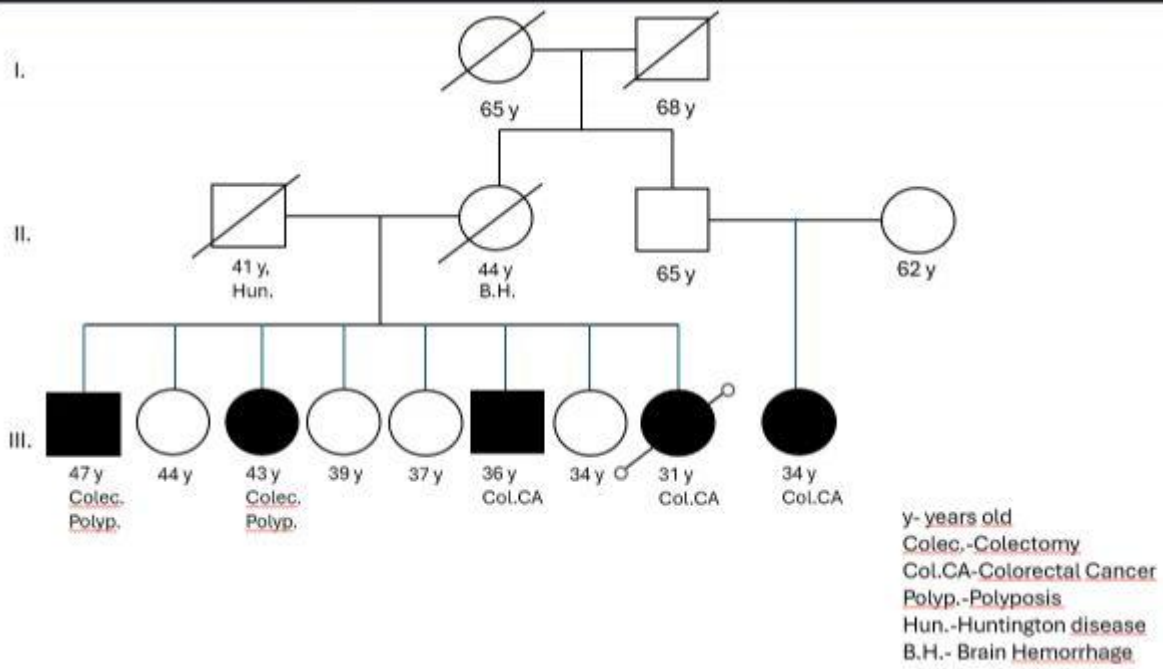 I.
65 y
68 y
II.
41 y,
Hun.
44 y
B.H.
65 y
62 y
III.
47 y
Colec.
Polyp.
44 y
43 y
Colec.
Polyp.
39 y
37 y
36 y
Col.CA
34 y
31 y
Col.CA
34 y
Col.CA
y- years old
Colec.-Colectomy
Col.CA-Colorectal Cancer
Polyp.-Polyposis
Hun.-Huntington disease
B.H.- Brain Hemorrhage